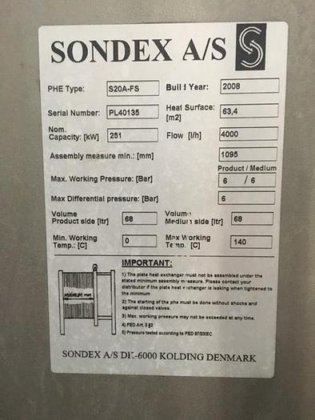 SONDEX A/S S
PHE Type: S20A-FS Build Year: 2008
Serial Number: PL40135 Heat Surface: [m2] 63,4
Nom. Capacity: [kW] 251 Flow [l/h] 4000
Assembly measure min.: [mm] 1095
Product / Medium
Max. Working Pressure: [Bar] 6 / 6
Max Differential pressure: [Bar] 6
Volume Product side [ltr] 68 Volume Medium side [ltr] 68
Min. Working Temp.: [C] 0 Max Working Temp. [C] 140
IMPORTANT:
1) The plate heat exchanger must not be assembled under the
stated minimum assembly measure. Please contact your
distributor if the plate heat exchanger is leaking when tightened to
the minimum
2) The starting of the phe must be done without shocks and
against closed valves.
3) Max. working pressure may not be exceeded at any time.
4) PED Art. 3 §3
5) Pressure tested according to PED
SONDEX A/S DK-6000 KOLDING DENMARK